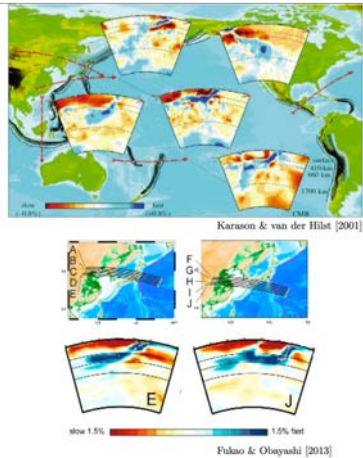 slow
surface
410 km
660 km
1700 km
CMB
Karason & van der Hilst [2001]
A
B
C
D
E
F
G
H
I
J
E
J
slow 1.5%
1.5% fast
Fukao & Obayashi [2013]